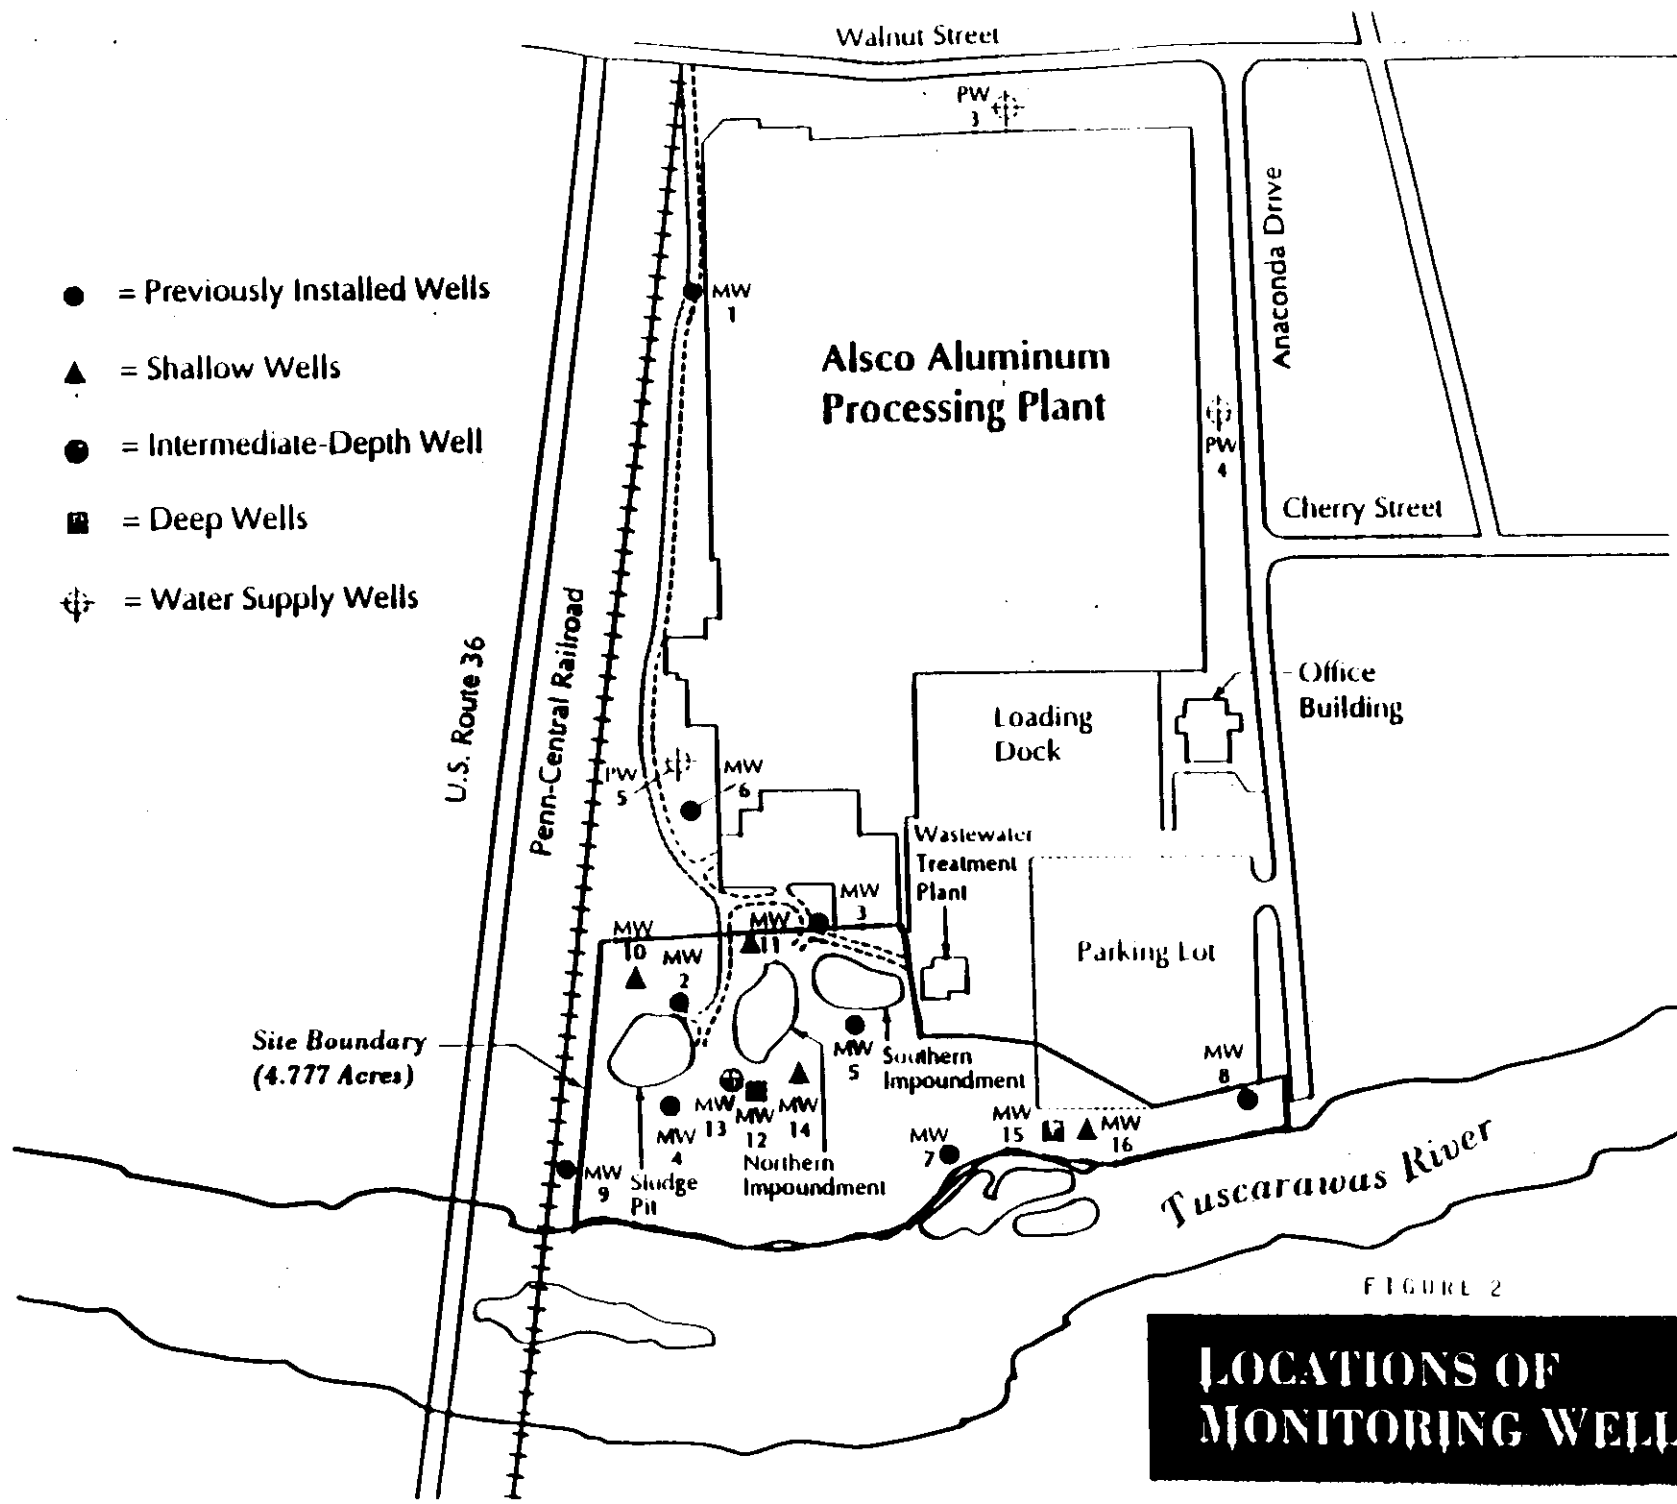 Walnut Street
PW
3
= Previously Installed Wells
= Shallow Wells
= Intermediate-Depth Well
= Deep Wells
= Water Supply Wells
MW
1
Alsco Aluminum
Processing Plant
Anaconda Drive
PW
4
Cherry Street
U.S. Route 36
Penn-Central Railroad
Office
Building
Loading
Dock
PW
5
MW
6
Wastewater
Treatment
Plant
MW
3
MW
10
MW
11
MW
2
Parking Lot
Site Boundary
(4.777 Acres)
MW
5
Southern
Impoundment
MW
8
MW
13
MW
12
MW
14
MW
4
MW
15
MW
16
MW
7
MW
9
Sludge
Pit
Northern
Impoundment
Tuscarawas River
FIGURE 2
LOCATIONS OF
MONITORING WELL